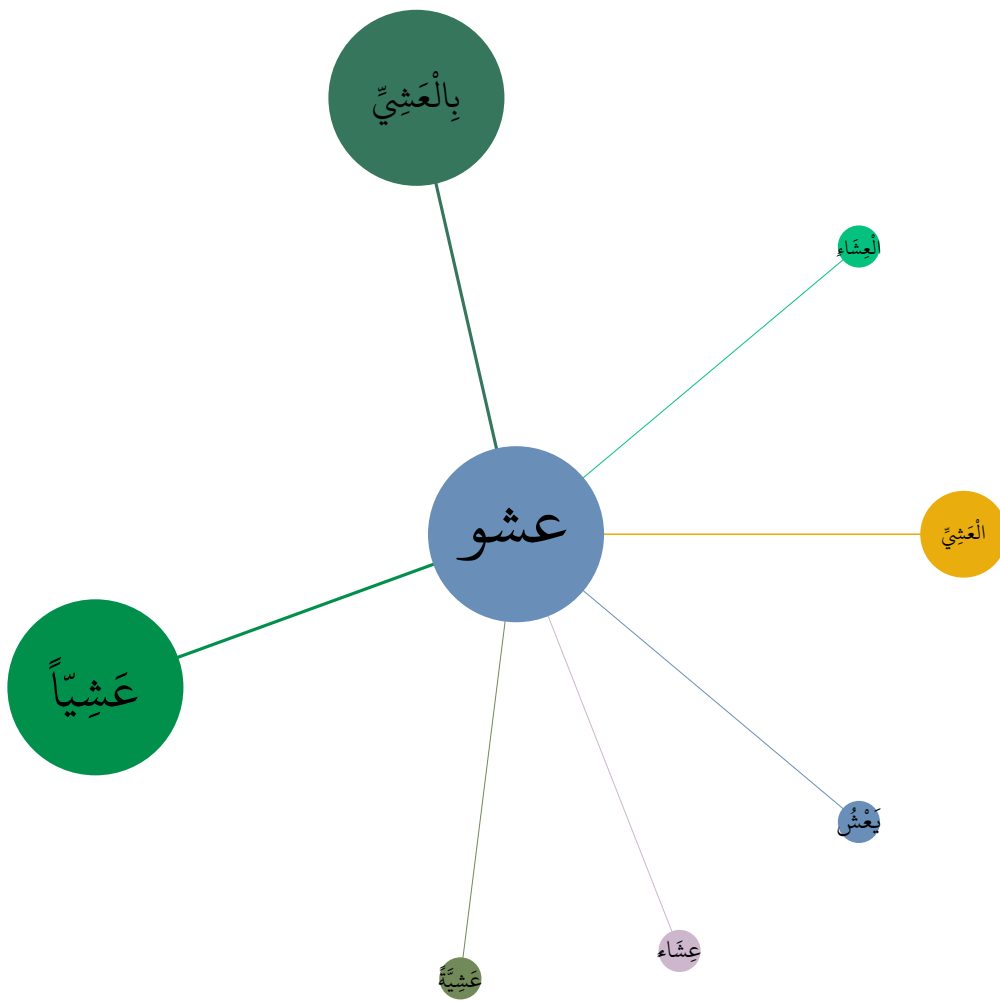 بِالْعَشِيِّ
الْعِشَاءِ
عشو
الْعَشِيِّ
عَشِيّاً
يَعْشُ
عِشَاء
عَشِيَّةً